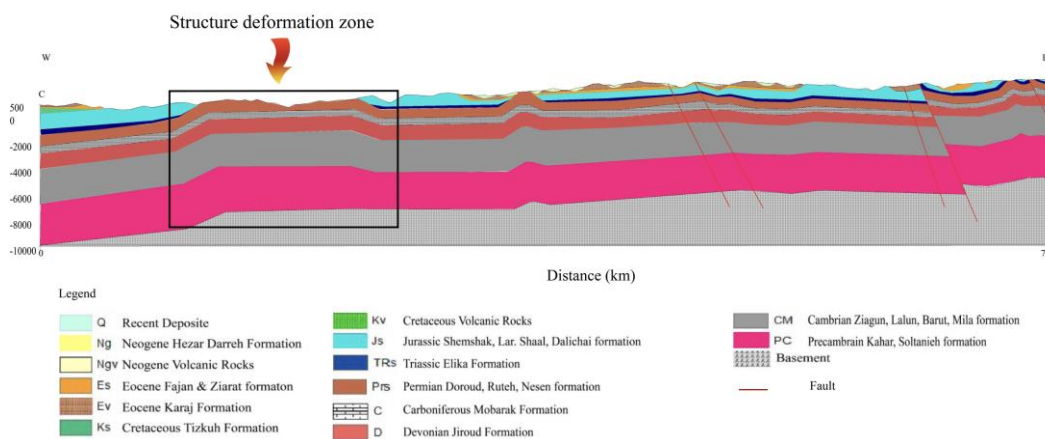 Structure deformation zone
W
E
C
500
0
-2000
-4000
-6000
-8000
-10000
0
7
Distance (km)
Legend
Q Recent Deposite
Ng Neogene Hezar Darreh Formation
Ngv Neogene Volcanic Rocks
Es Eocene Fajan & Ziarat formaton
Ev Eocene Karaj Formation
Ks Cretaceous Tizkuh Formation
Kv Cretaceous Volcanic Rocks
Js Jurassic Shemshak, Lar. Shaal, Dalichai formation
TRs Triassic Elika Formation
Prs Permian Doroud, Ruteh, Nesen formation
C Carboniferous Mobarak Formation
D Devonian Jiroud Formation
CM Cambrian Ziagun, Lalun, Barut, Mila formation
PC Precambrain Kahar, Soltanieh formation
Basement
Fault